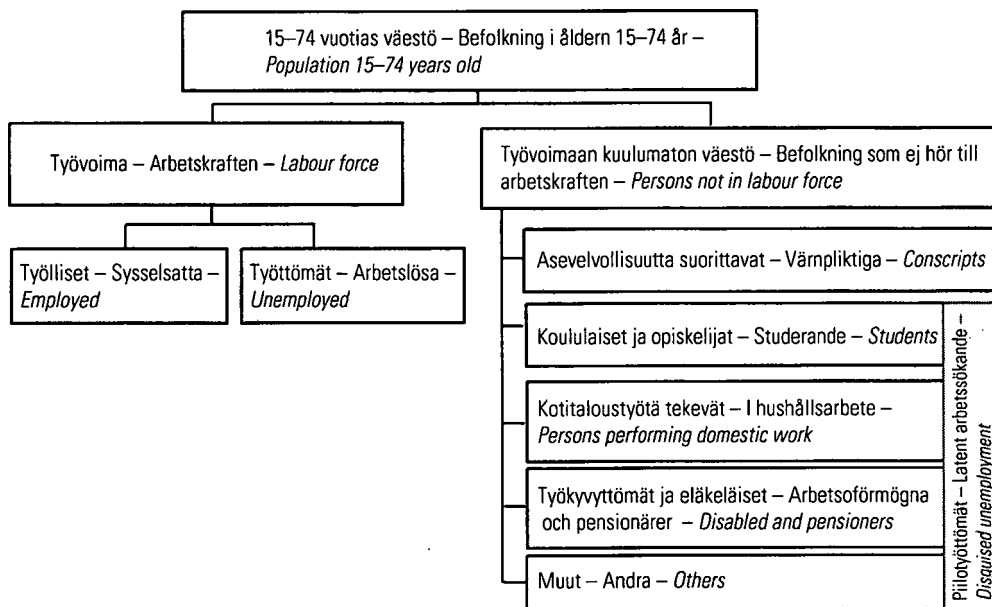 15–74 vuotias väestö – Befolkning i åldern 15–74 år –
Population 15–74 years old
Työvoima – Arbetskraften – Labour force
Työvoimaan kuulumaton väestö – Befolkning som ej hör till
arbetskraften – Persons not in labour force
Työlliset – Sysselsatta –
Employed
Työttömät – Arbetslösa –
Unemployed
Asevelvollisuutta suorittavat – Värnpliktiga – Conscripts
Koululaiset ja opiskelijat – Studerande – Students
Kotitaloustyötä tekevät – I hushållsarbete –
Persons performing domestic work
Työkyvyttömät ja eläkeläiset – Arbetsoförmögna
och pensionärer – Disabled and pensioners
Muut – Andra – Others
Piilotyöttömät – Latent arbetssökande –
Disguised unemployment